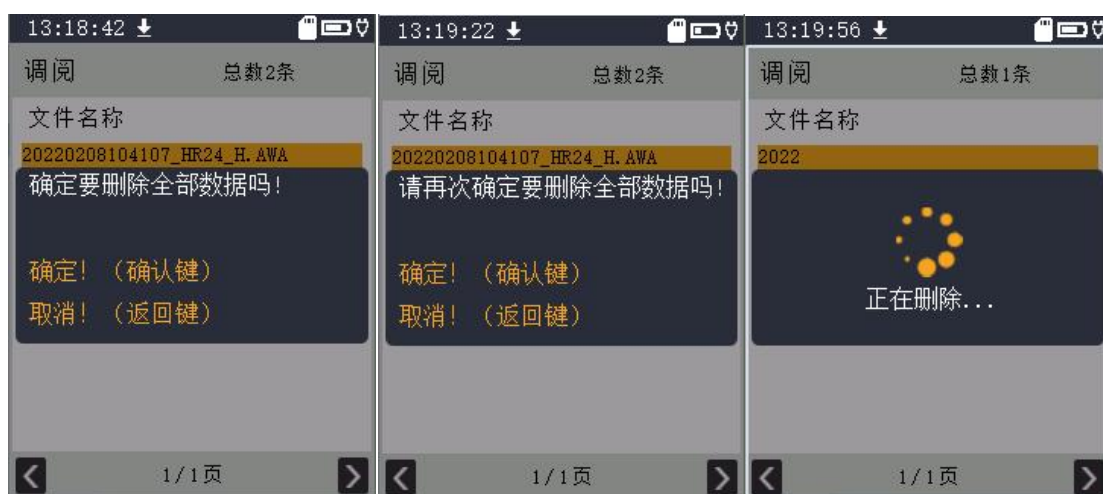 13:18:42
调阅 总数2条
文件名称
20220208104107_HR24_H.AWA
确定要删除全部数据吗!
确定! (确认键)
取消! (返回键)
1/1页
13:19:22
调阅 总数2条
文件名称
20220208104107_HR24_H.AWA
请再次确定要删除全部数据吗!
确定! (确认键)
取消! (返回键)
1/1页
13:19:56
调阅 总数1条
文件名称
2022
正在删除...
1/1页